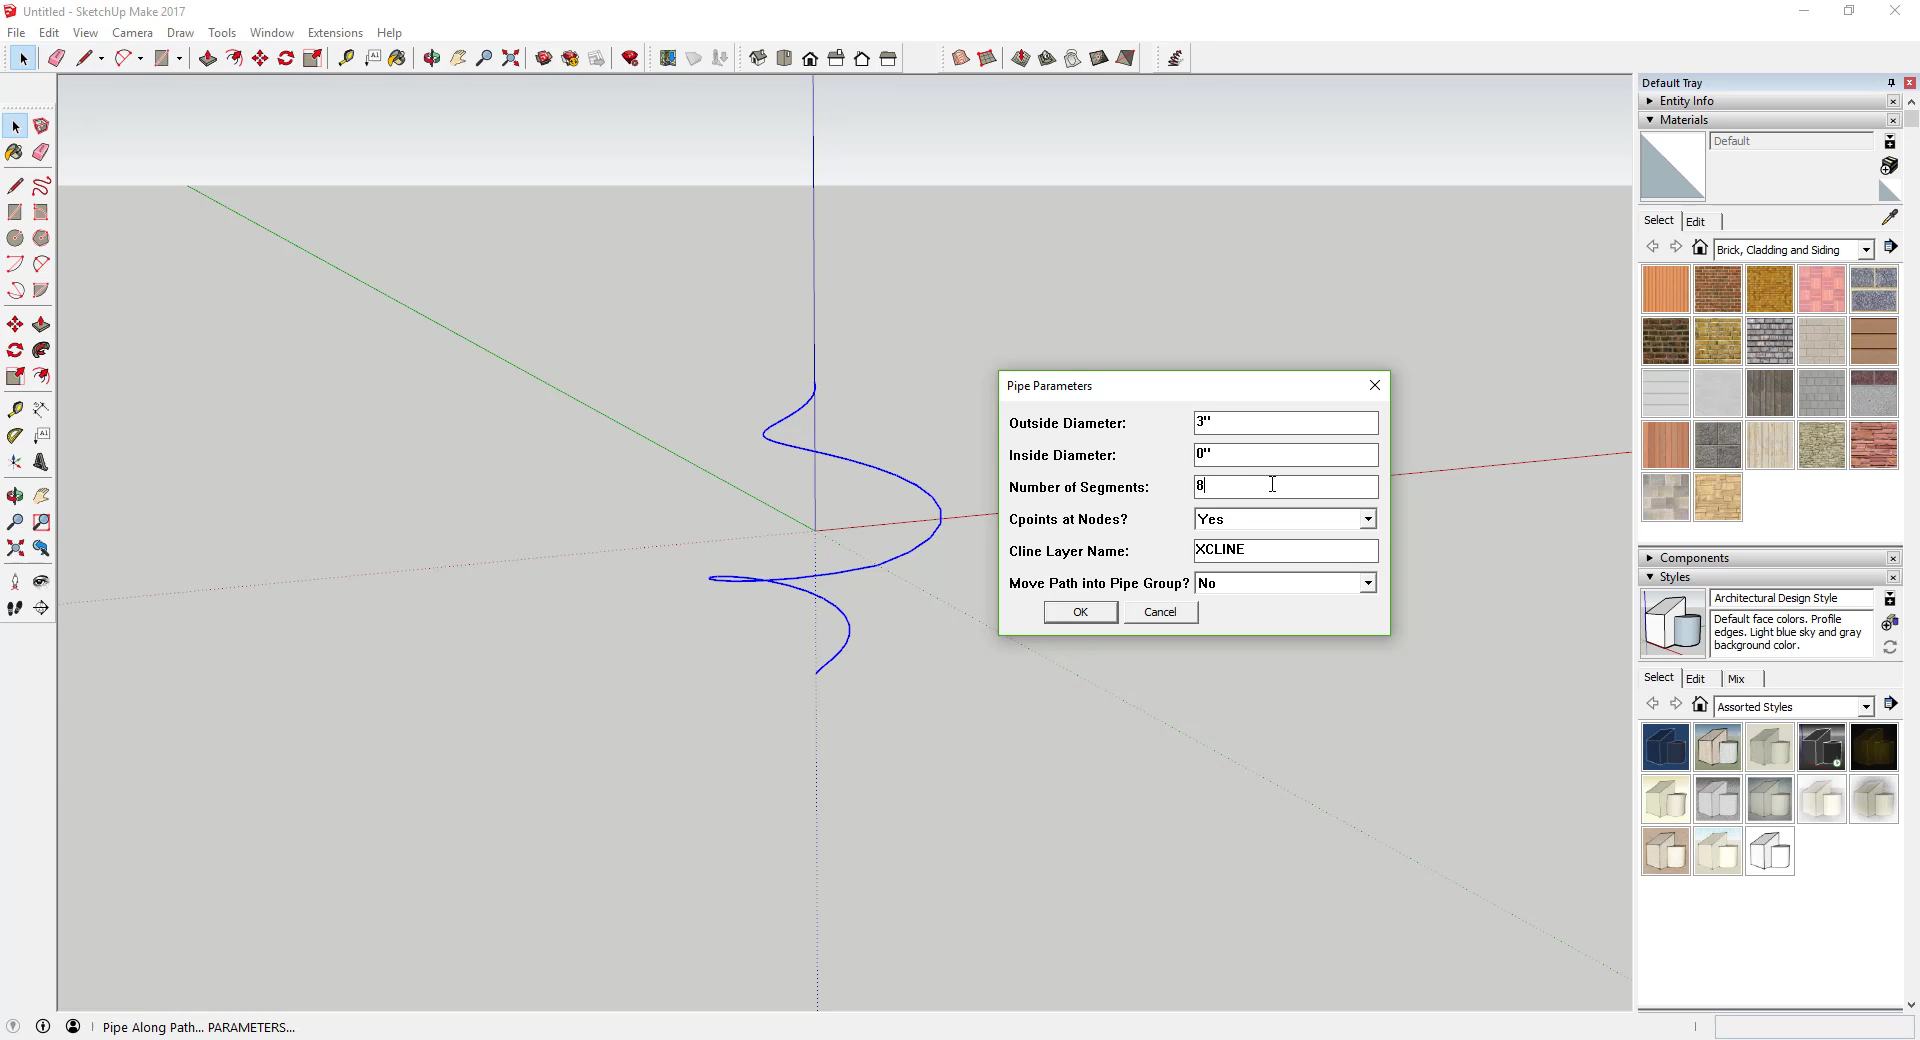 Untitled - SketchUp Make 2017
File Edit View Camera Draw Tools Window Extensions Help
Default Tray
Entity Info
Materials
Default
Select Edit
Brick, Cladding and Siding
Pipe Parameters
Outside Diameter: 3"
Inside Diameter: 0"
Number of Segments: 8
Cpoints at Nodes? Yes
Cline Layer Name: XCLINE
Move Path into Pipe Group? No
OK Cancel
Components
Styles
Architectural Design Style
Default face colors. Profile
edges. Light blue sky and gray
background color.
Select Edit Mix
Assorted Styles
Pipe Along Path... PARAMETERS...